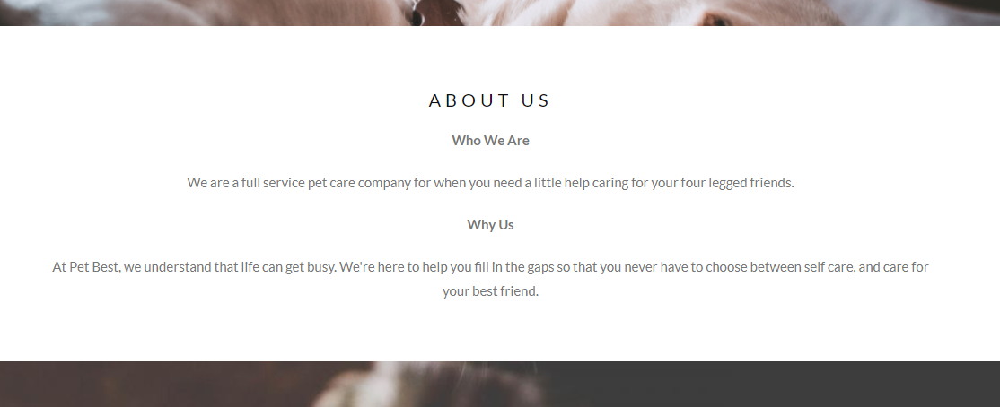 ABOUT US
Who We Are
We are a full service pet care company for when you need a little help caring for your four legged friends.
Why Us
At Pet Best, we understand that life can get busy. We're here to help you fill in the gaps so that you never have to choose between self care, and care for
your best friend.